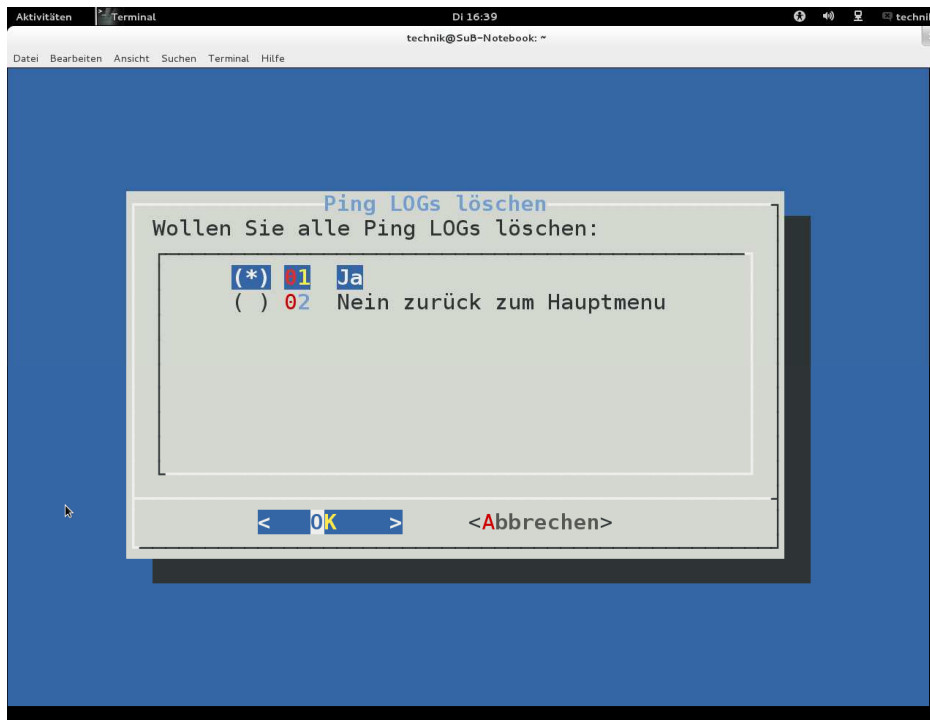 Aktivitäten Terminal Di 16:39 techni
technik@SuB-Notebook: ~
Datei Bearbeiten Ansicht Suchen Terminal Hilfe
Ping LOGs löschen
Wollen Sie alle Ping LOGs löschen:
(*) 01 Ja
( ) 02 Nein zurück zum Hauptmenu
< OK > <Abbrechen>